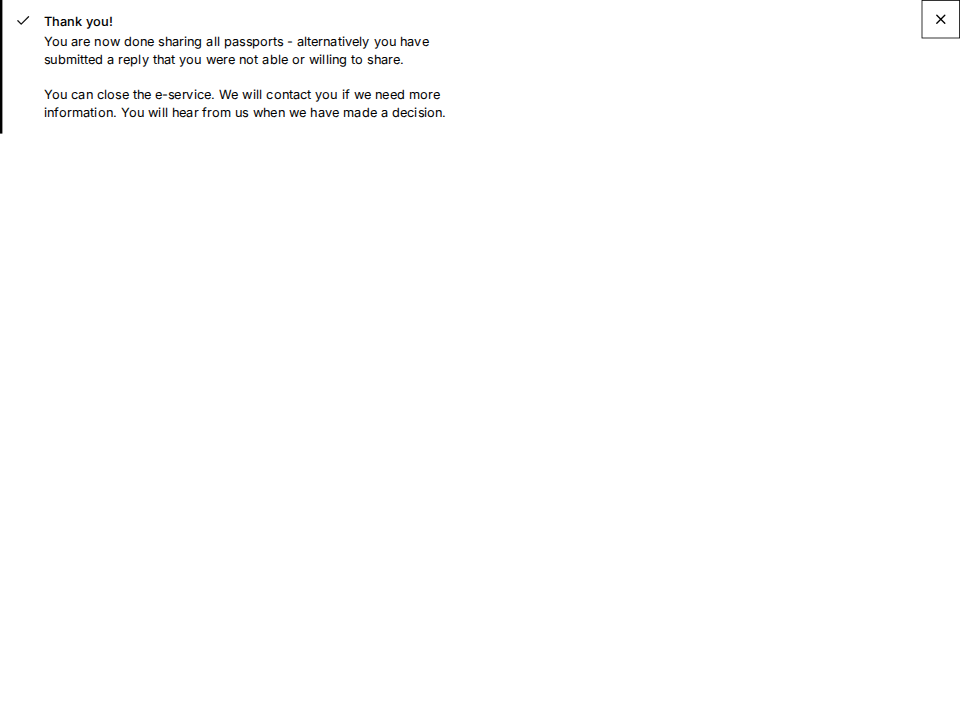 Thank you!
You are now done sharing all passports - alternatively you have
submitted a reply that you were not able or willing to share.
You can close the e-service. We will contact you if we need more
information. You will hear from us when we have made a decision.